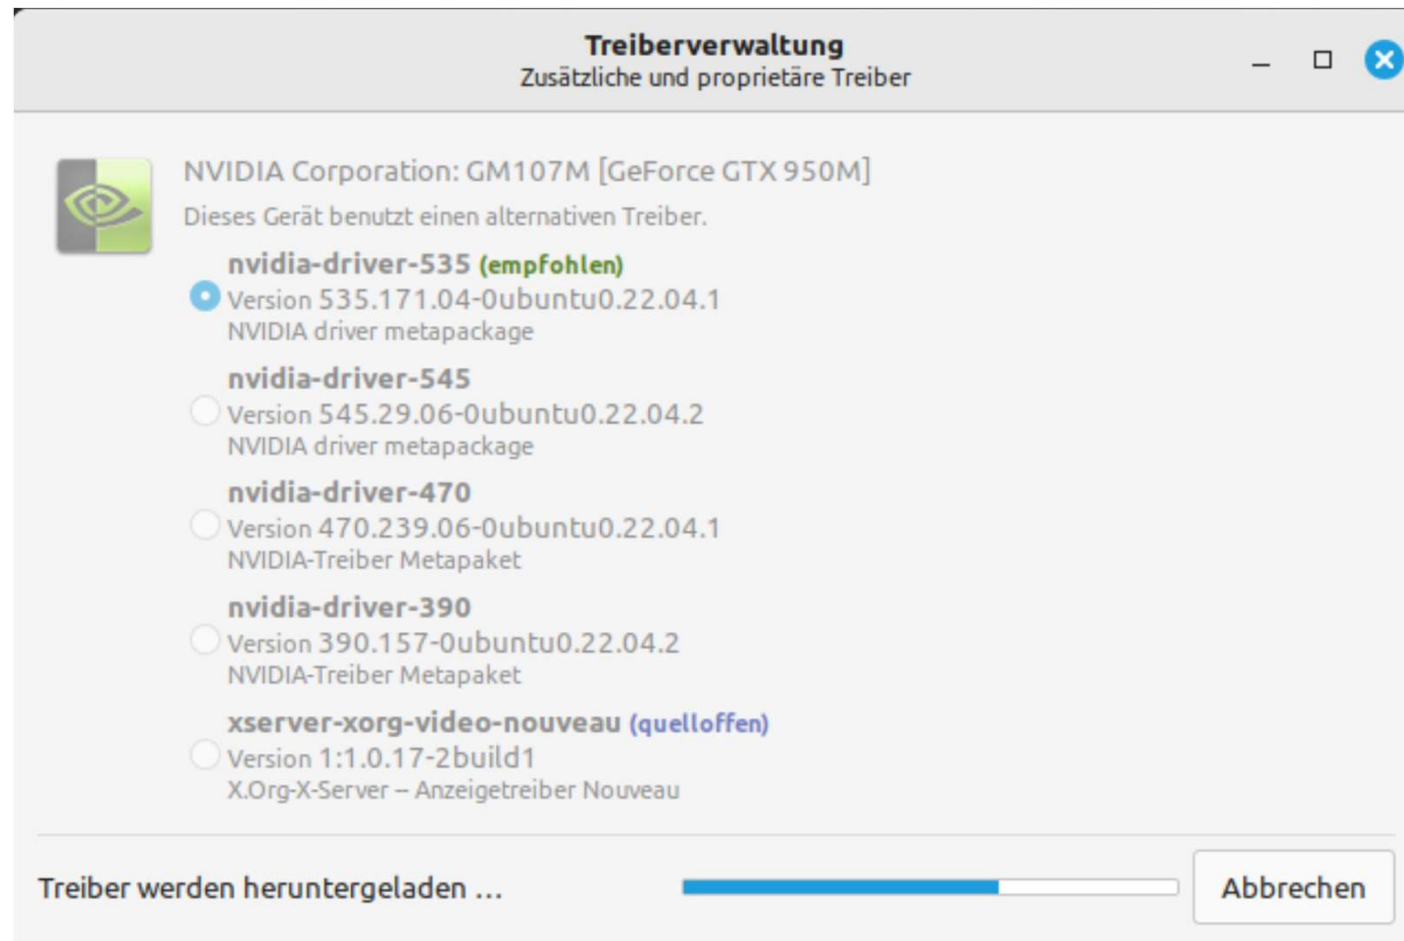 Treiberverwaltung
Zusätzliche und proprietäre Treiber
NVIDIA Corporation: GM107M [GeForce GTX 950M]
Dieses Gerät benutzt einen alternativen Treiber.
nvidia-driver-535 (empfohlen)
Version 535.171.04-0ubuntu0.22.04.1
NVIDIA driver metapackage
nvidia-driver-545
Version 545.29.06-0ubuntu0.22.04.2
NVIDIA driver metapackage
nvidia-driver-470
Version 470.239.06-0ubuntu0.22.04.1
NVIDIA-Treiber Metapaket
nvidia-driver-390
Version 390.157-0ubuntu0.22.04.2
NVIDIA-Treiber Metapaket
xserver-xorg-video-nouveau (quelloffen)
Version 1:1.0.17-2build1
X.Org-X-Server – Anzeigetreiber Nouveau
Treiber werden heruntergeladen …
Abbrechen